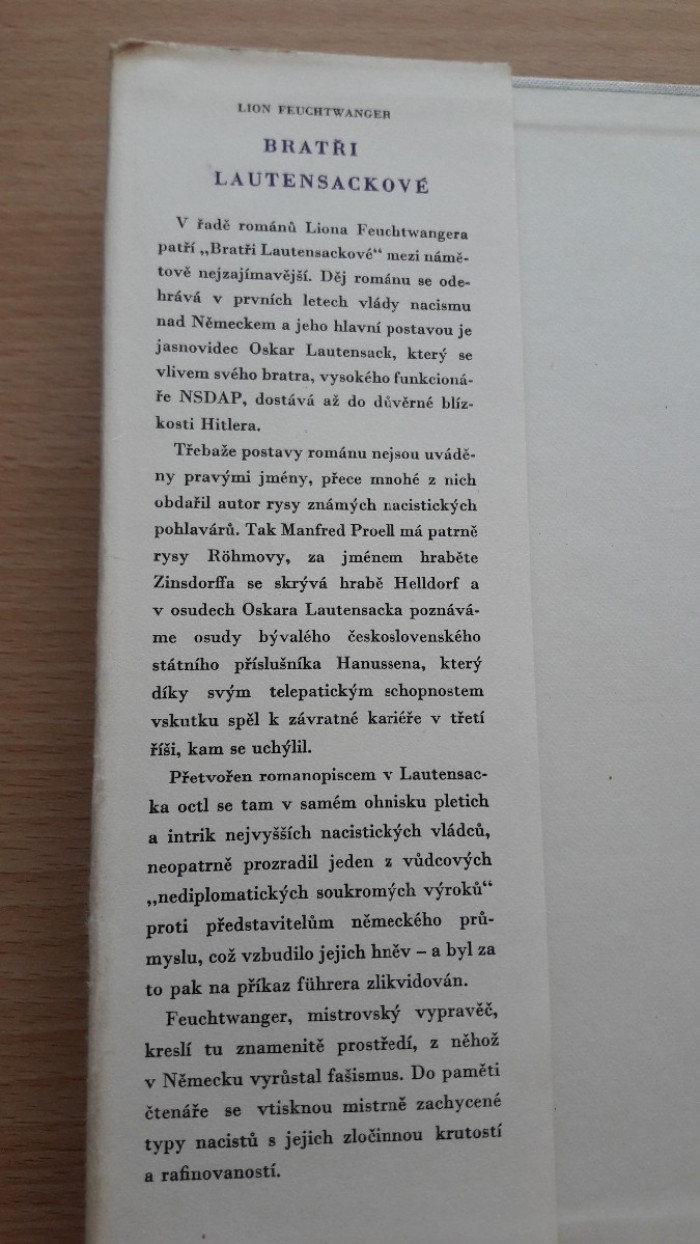 LION FEUCHTWANGER
BRATŘI
LAUTENSACKOVÉ
V řadě románů Liona Feuchtwangera
patří „Bratři Lautensackové“ mezi námě-
tově nejzajímavější. Děj románu se ode-
hrává v prvních letech vlády nacismu
nad Německem a jeho hlavní postavou je
jasnovidec Oskar Lautensack, který se
vlivem svého bratra, vysokého funkcioná-
ře NSDAP, dostává až do důvěrné blíz-
kosti Hitlera.
Třebaže postavy románu nejsou uvádě-
ny pravými jmény, přece mnohé z nich
obdařil autor rysy známých nacistických
pohlavárů. Tak Manfred Proell má patrně
rysy Röhmovy, za jménem hraběte
Zinsdorffa se skrývá hrabě Helldorf a
v osudech Oskara Lautensacka poznává-
me osudy bývalého československého
státního příslušníka Hanussena, který
díky svým telepatickým schopnostem
vskutku spěl k závratné kariéře v třetí
říši, kam se uchýlil.
Přetvořen romanopiscem v Lautensac-
ka octl se tam v samém ohnisku pletich
a intrik nejvyšších nacistických vládců,
neopatrně prozradil jeden z vůdcových
„nediplomatických soukromých výroků“
proti představitelům německého prů-
myslu, což vzbudilo jejich hněv – a byl za
to pak na příkaz führera zlikvidován.
Feuchtwanger, mistrovský vypravěč,
kreslí tu znamenitě prostředí, z něhož
v Německu vyrůstal fašismus. Do paměti
čtenáře se vtisknou mistrně zachycené
typy nacistů s jejich zločinnou krutostí
a rafinovaností.